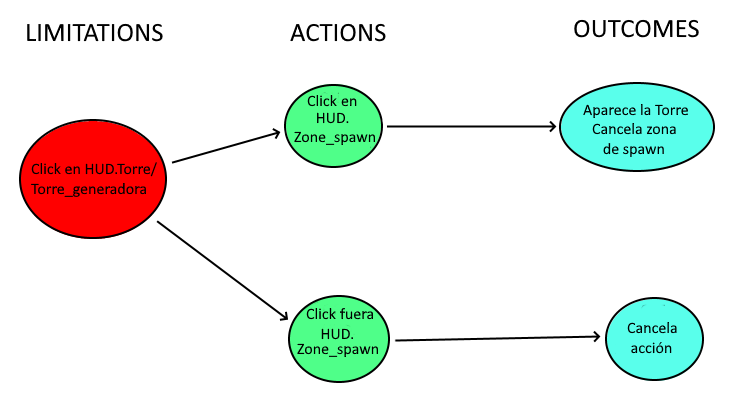 LIMITATIONS
ACTIONS
OUTCOMES
Click en HUD.Torre/
Torre_generadora
Click en
HUD.
Zone_spawn
Aparece la Torre
Cancela zona
de spawn
Click fuera
HUD.
Zone_spawn
Cancela
acción